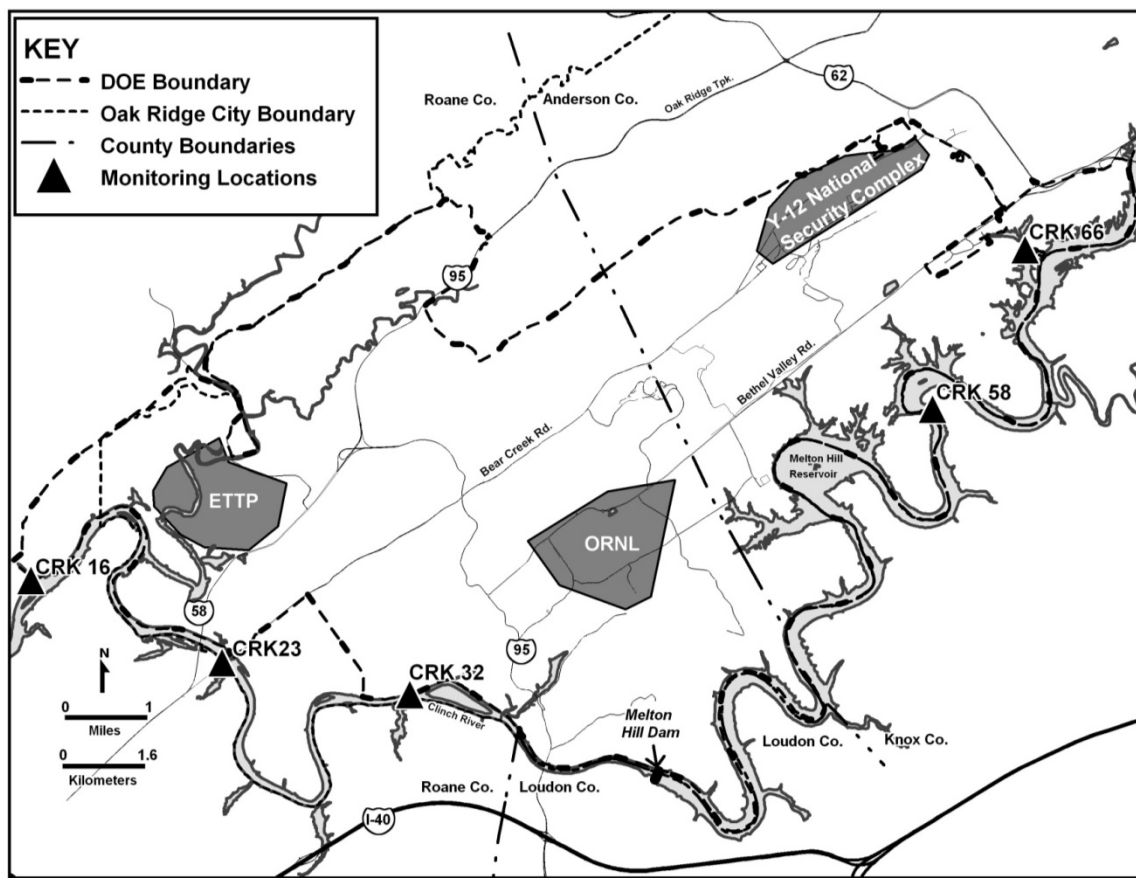 KEY
DOE Boundary
Oak Ridge City Boundary
County Boundaries
Monitoring Locations
62
Roane Co.
Anderson Co.
Oak Ridge Tpk.
Y-12 National
Security Complex
CRK 66
95
Bethel Valley Rd.
CRK 58
Bear Creek Rd.
Melton Hill
Reservoir
ETTP
ORNL
CRK 16
58
CRK23
95
N
CRK 32
Clinch River
0 1
Miles
0 1.6
Kilometers
Melton
Hill Dam
Loudon Co.
Knox Co.
Roane Co.
Loudon Co.
I-40